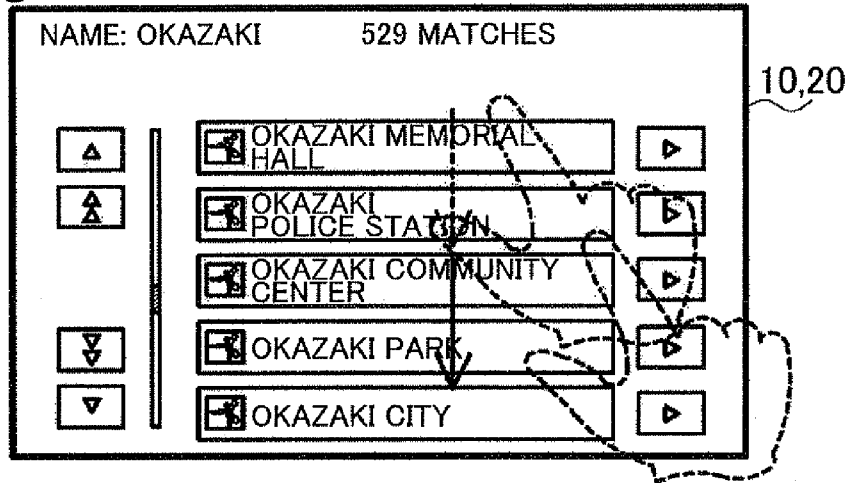 NAME: OKAZAKI 529 MATCHES
10,20
OKAZAKI MEMORIAL
HALL
OKAZAKI
POLICE STATION
OKAZAKI COMMUNITY
CENTER
OKAZAKI PARK
OKAZAKI CITY